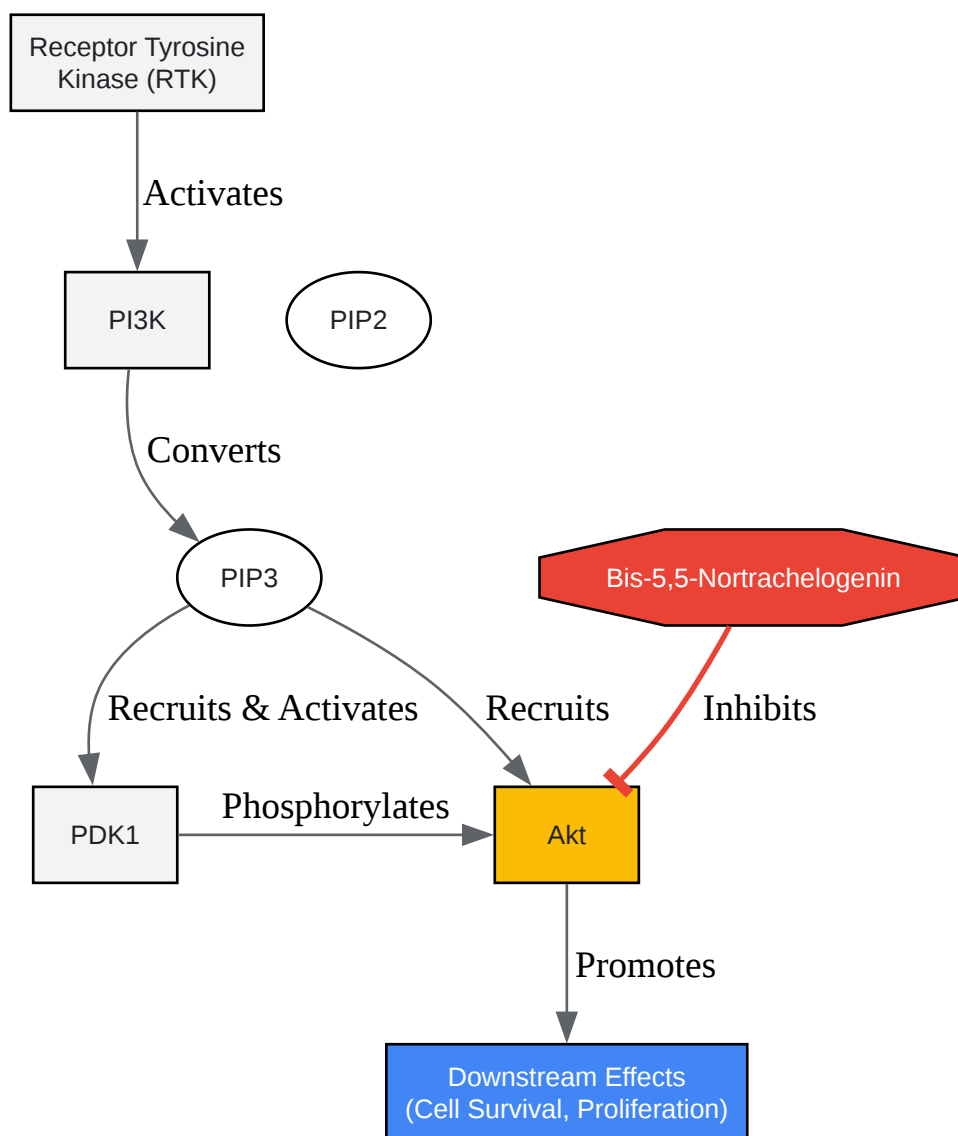 Receptor Tyrosine
Kinase (RTK)
Activates
PI3K
PIP2
Converts
PIP3
Bis-5,5-Nortrachelogenin
Recruits & Activates
Recruits
Inhibits
Phosphorylates
PDK1
Akt
Promotes
Downstream Effects
(Cell Survival, Proliferation)